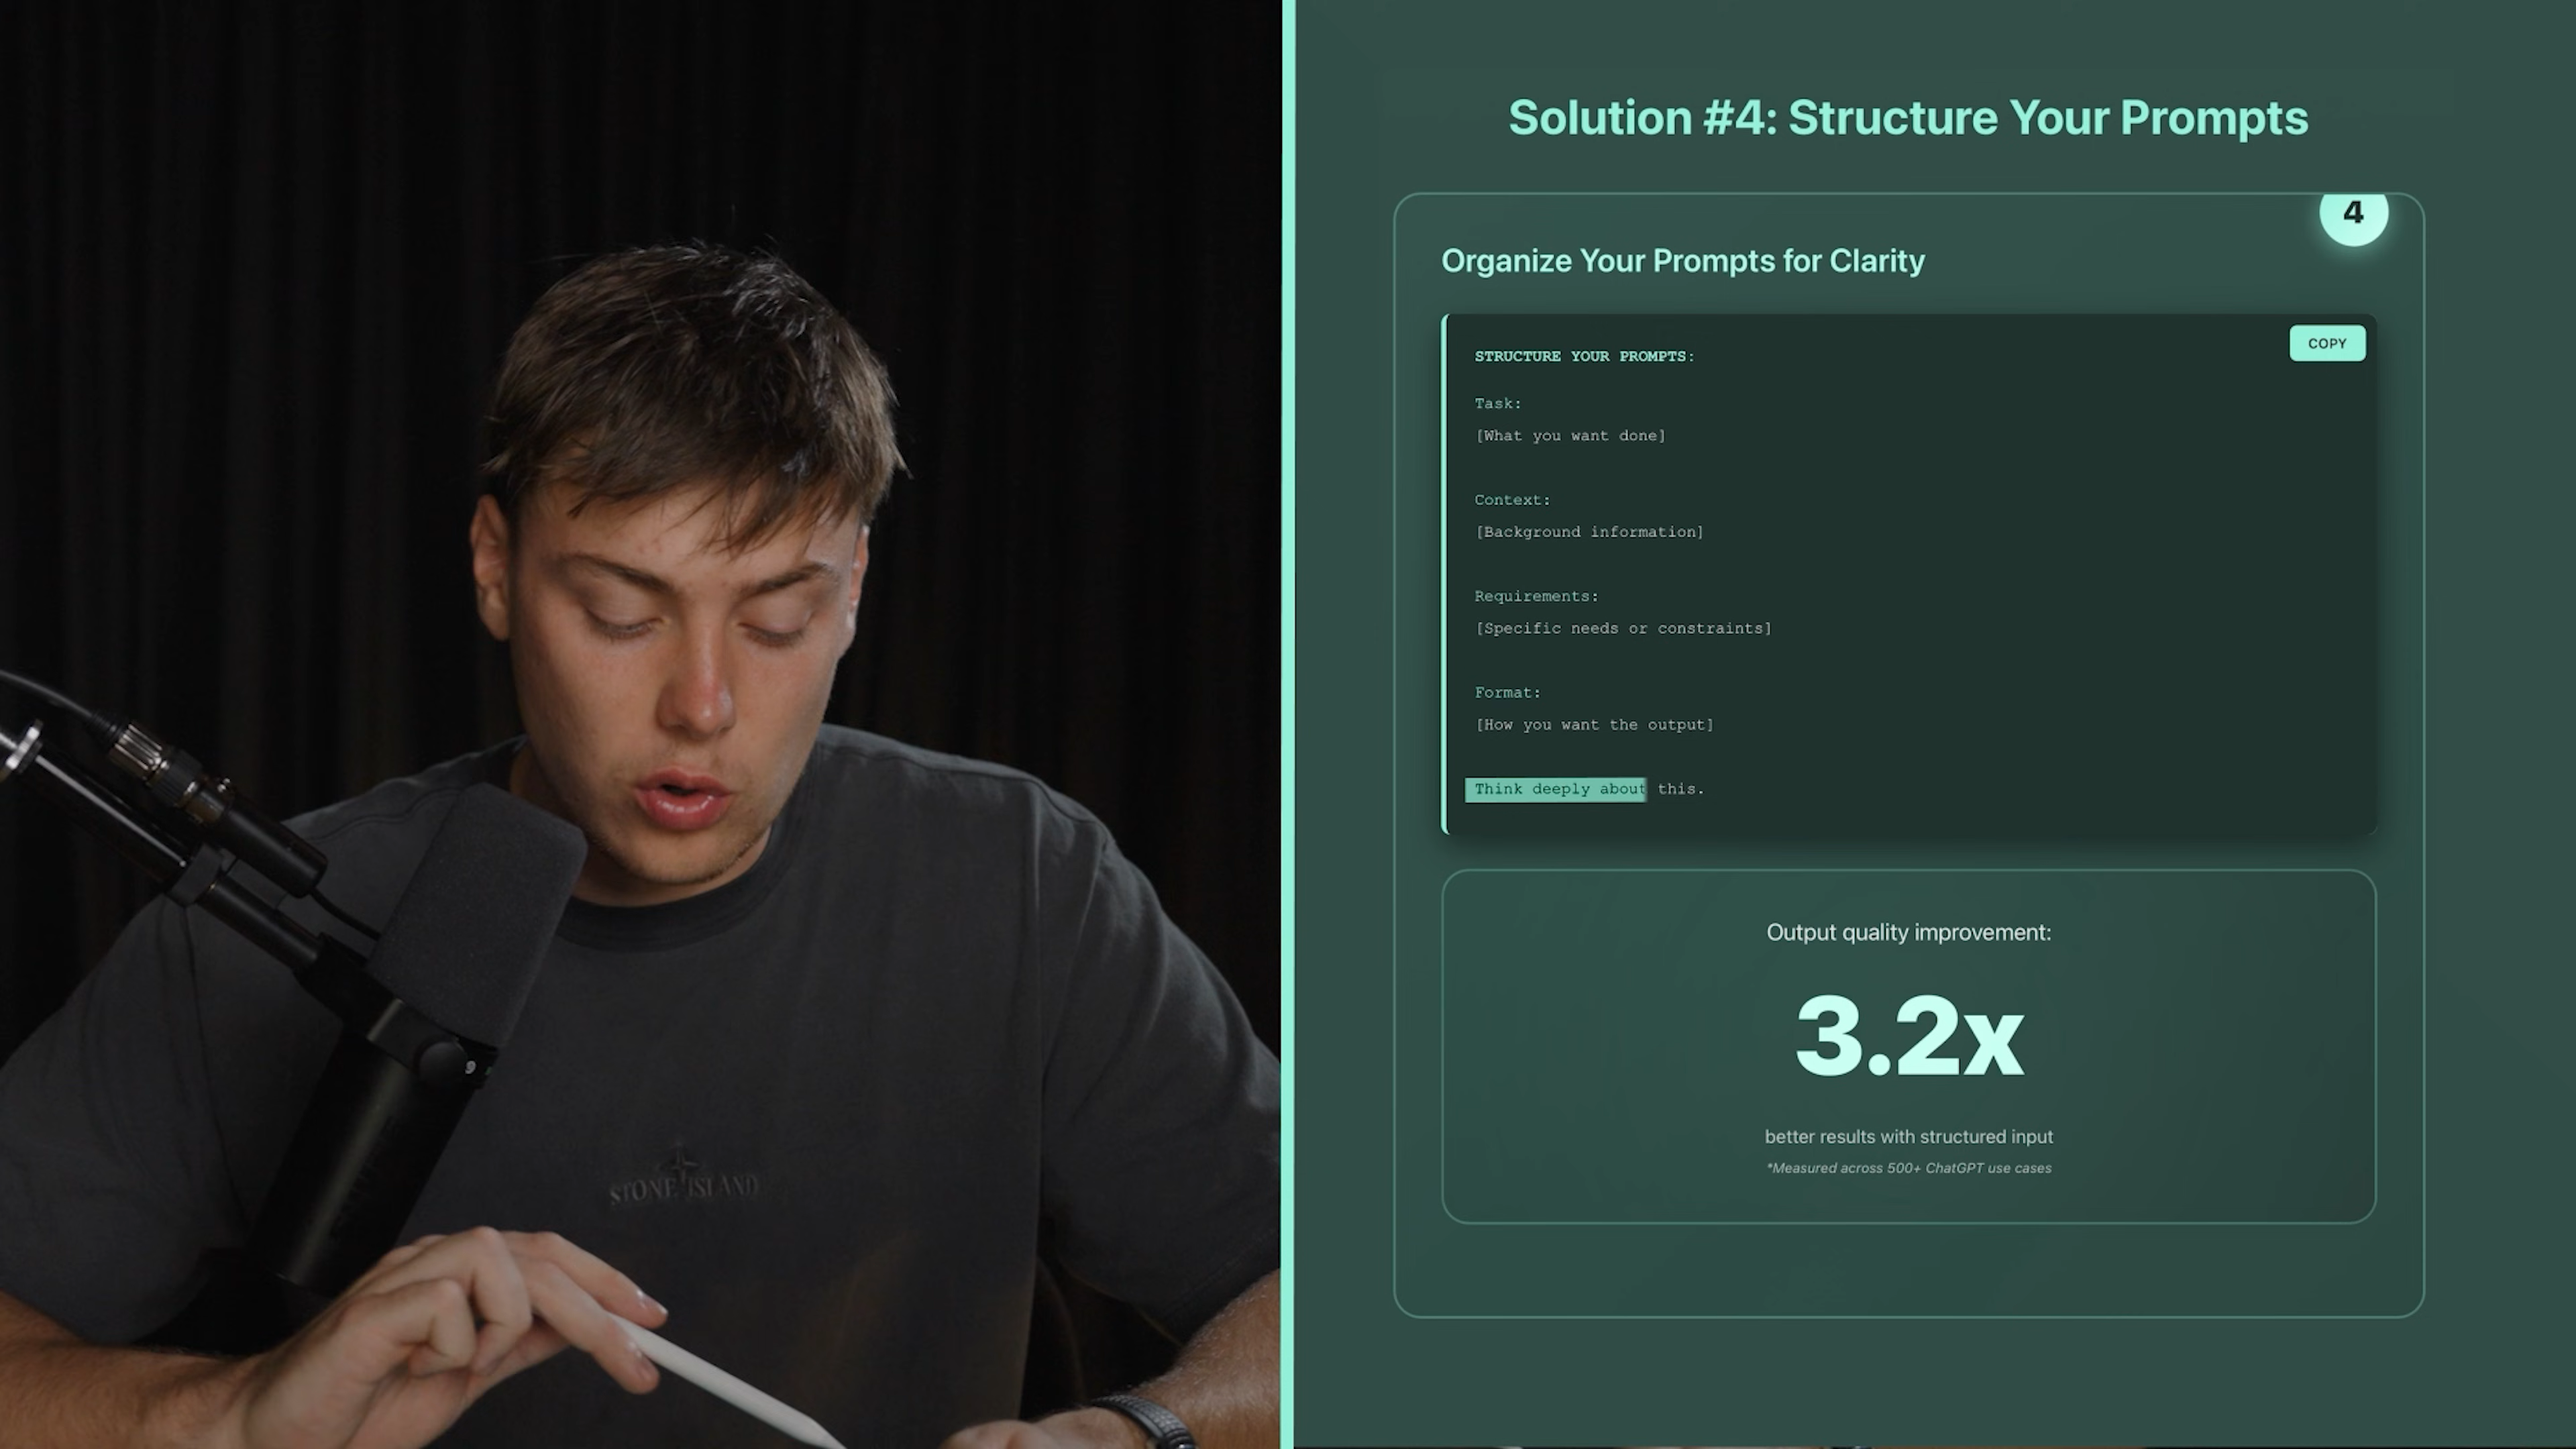 Solution #4: Structure Your Prompts
4
Organize Your Prompts for Clarity
COPY
STRUCTURE YOUR PROMPTS:
Task:
[What you want done]
Context:
[Background information]
Requirements:
[Specific needs or constraints]
Format:
[How you want the output]
Think deeply about this.
Output quality improvement:
3.2x
better results with structured input
*Measured across 500+ ChatGPT use cases
STONE ISLAND